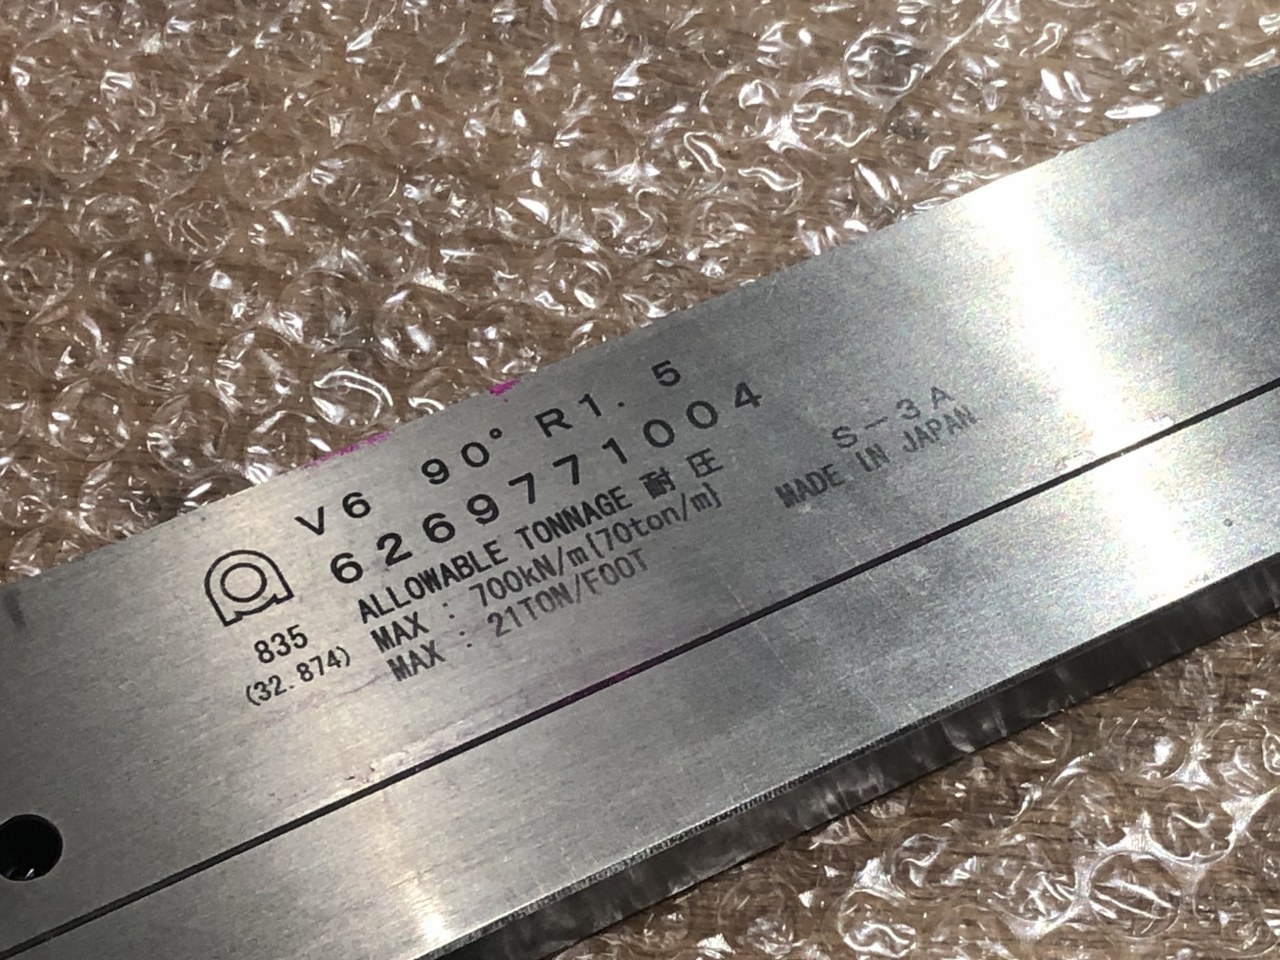 V6 90° R1.5
6269771004
ALLOWABLE TONNAGE 耐圧
MAX : 700kN/m{70ton/m}
MAX : 21TON/FOOT
835
(32.874)
S-3A
MADE IN JAPAN